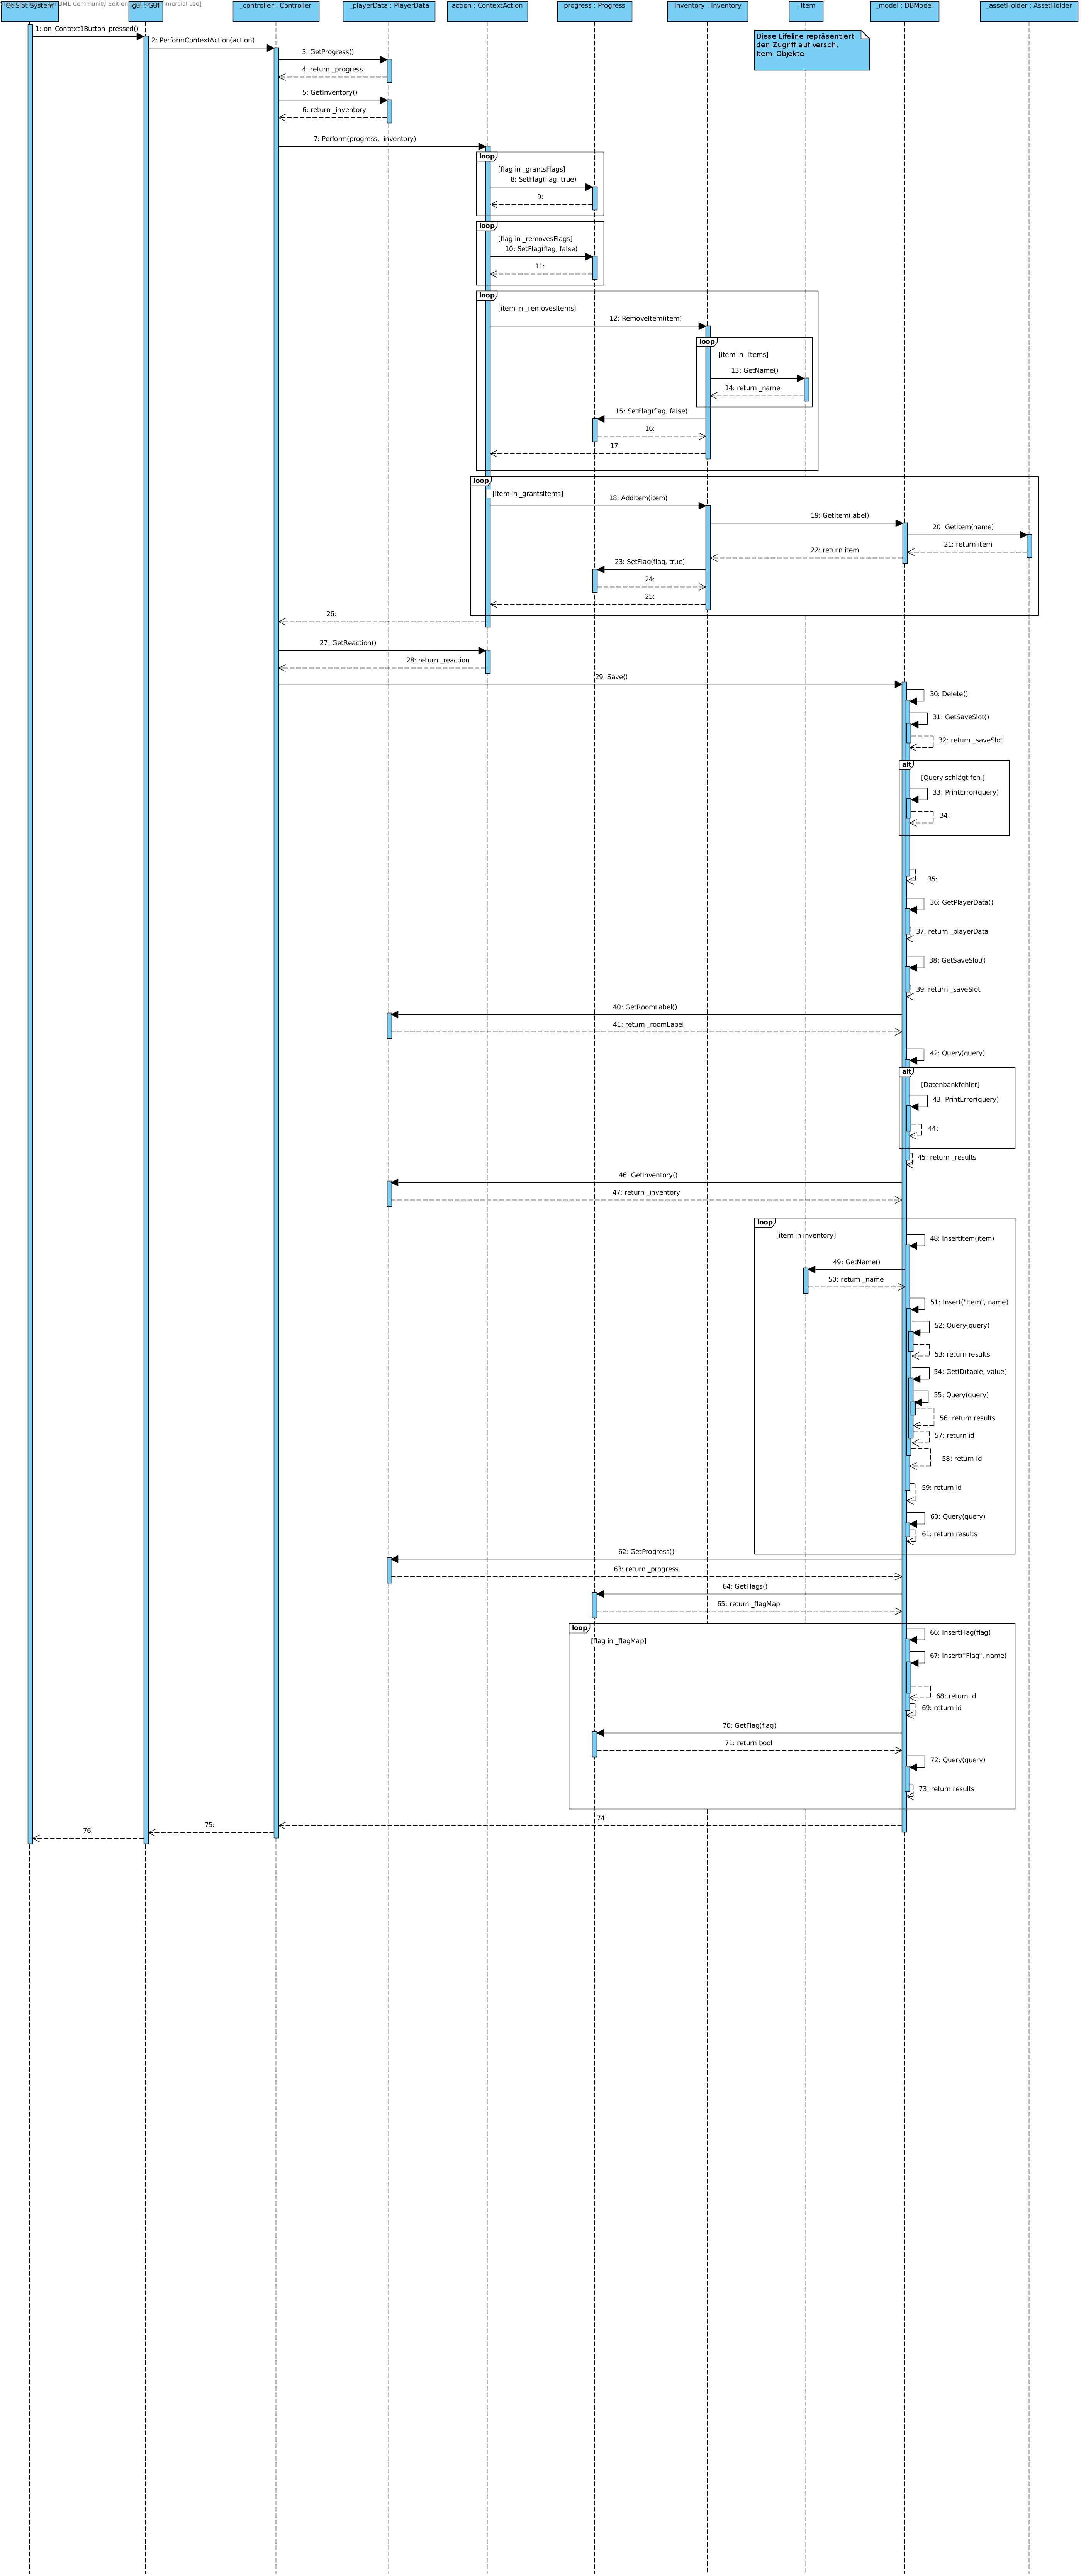 Qt Slot System
UML Community Edition
gui : GUI
mercial use]
_controller : Controller
_playerData : PlayerData
action : ContextAction
progress : Progress
Inventory : Inventory
: Item
_model : DBModel
_assetHolder : AssetHolder
Diese Lifeline repräsentiert
den Zugriff auf versch.
Item- Objekte
1: on_Context1Button_pressed()
2: PerformContextAction(action)
3: GetProgress()
4: return _progress
5: GetInventory()
6: return _inventory
7: Perform(progress, inventory)
loop
[flag in _grantsFlags]
8: SetFlag(flag, true)
9:
loop
[flag in _removesFlags]
10: SetFlag(flag, false)
11:
loop
[item in _removesItems]
12: RemoveItem(item)
loop
[item in _items]
13: GetName()
14: return _name
15: SetFlag(flag, false)
16:
17:
loop
[item in _grantsItems]
18: AddItem(item)
19: GetItem(label)
20: GetItem(name)
21: return item
22: return item
23: SetFlag(flag, true)
24:
25:
26:
27: GetReaction()
28: return _reaction
29: Save()
30: Delete()
31: GetSaveSlot()
32: return _saveSlot
alt
[Query schlägt fehl]
33: PrintError(query)
34:
35:
36: GetPlayerData()
37: return _playerData
38: GetSaveSlot()
39: return _saveSlot
40: GetRoomLabel()
41: return _roomLabel
42: Query(query)
alt
[Datenbankfehler]
43: PrintError(query)
44:
45: return _results
46: GetInventory()
47: return _inventory
loop
[item in inventory]
48: InsertItem(item)
49: GetName()
50: return _name
51: Insert("Item", name)
52: Query(query)
53: return results
54: GetID(table, value)
55: Query(query)
56: return results
57: return id
58: return id
59: return id
60: Query(query)
61: return results
62: GetProgress()
63: return _progress
64: GetFlags()
65: return _flagMap
loop
[flag in _flagMap]
66: InsertFlag(flag)
67: Insert("Flag", name)
68: return id
69: return id
70: GetFlag(flag)
71: return bool
72: Query(query)
73: return results
74:
75:
76: